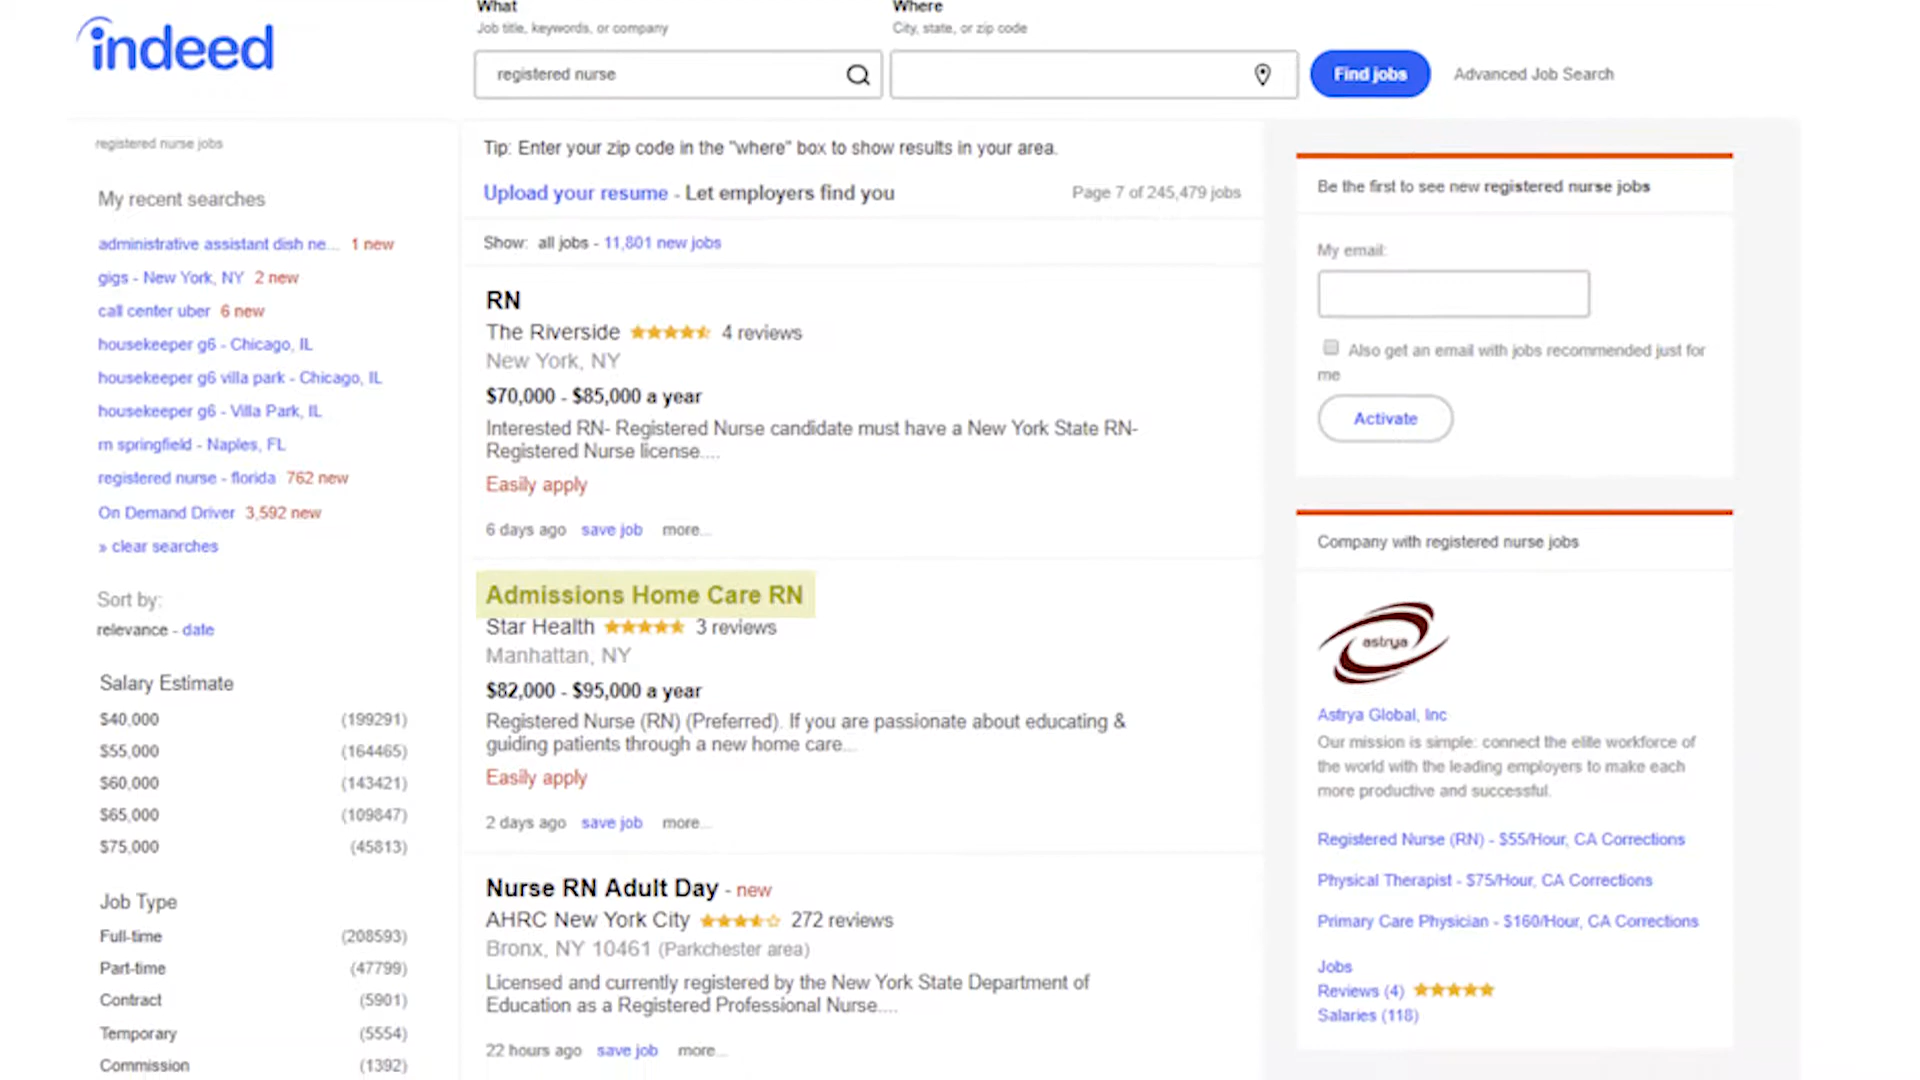 indeed
What
Job title, keywords, or company
registered nurse
Where
City, state, or zip code
Find jobs
Advanced Job Search
registered nurse jobs
My recent searches
administrative assistant dish ne... 1 new
gigs - New York, NY 2 new
call center uber 6 new
housekeeper g6 - Chicago, IL
housekeeper g6 villa park - Chicago, IL
housekeeper g6 - Villa Park, IL
rn springfield - Naples, FL
registered nurse - florida 762 new
On Demand Driver 3,592 new
» clear searches
Sort by:
relevance - date
Salary Estimate
$40,000 (199291)
$55,000 (164465)
$60,000 (143421)
$65,000 (109847)
$75,000 (45813)
Job Type
Full-time (208593)
Part-time (47799)
Contract (5901)
Temporary (5554)
Commission (1392)
Tip: Enter your zip code in the "where" box to show results in your area.
Upload your resume - Let employers find you
Page 7 of 245,479 jobs
Show: all jobs - 11,801 new jobs
RN
The Riverside 4 reviews
New York, NY
$70,000 - $85,000 a year
Interested RN- Registered Nurse candidate must have a New York State RN-
Registered Nurse license....
Easily apply
6 days ago save job more...
Admissions Home Care RN
Star Health 3 reviews
Manhattan, NY
$82,000 - $95,000 a year
Registered Nurse (RN) (Preferred). If you are passionate about educating &
guiding patients through a new home care...
Easily apply
2 days ago save job more...
Nurse RN Adult Day - new
AHRC New York City 272 reviews
Bronx, NY 10461 (Parkchester area)
Licensed and currently registered by the New York State Department of
Education as a Registered Professional Nurse....
22 hours ago save job more...
Be the first to see new registered nurse jobs
My email:
Also get an email with jobs recommended just for
me
Activate
Company with registered nurse jobs
astrya
Astrya Global, Inc
Our mission is simple: connect the elite workforce of
the world with the leading employers to make each
more productive and successful.
Registered Nurse (RN) - $55/Hour, CA Corrections
Physical Therapist - $75/Hour, CA Corrections
Primary Care Physician - $160/Hour, CA Corrections
Jobs
Reviews (4)
Salaries (118)